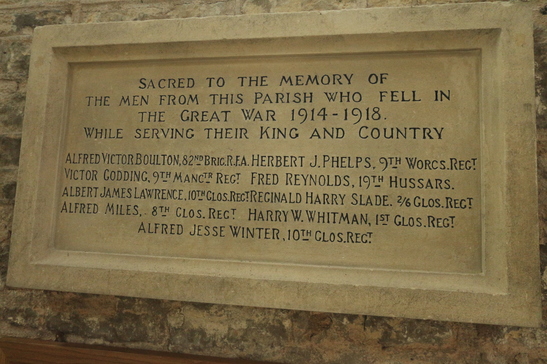 SACRED TO THE MEMORY OF
THE MEN FROM THIS PARISH WHO FELL IN
THE GREAT WAR 1914-1918.
WHILE SERVING THEIR KING AND COUNTRY
ALFRED VICTOR BOULTON, 82ND BRIG. R.F.A. HERBERT J. PHELPS, 9TH WORCS. REGT
VICTOR GODDING, 9TH MANCTR REGT FRED REYNOLDS, 19TH HUSSARS.
ALBERT JAMES LAWRENCE, 10TH GLOS. REGT REGINALD HARRY SLADE. 2/6 GLOS. REGT
ALFRED MILES, 8TH GLOS. REGT HARRY W. WHITMAN, 1ST GLOS. REGT
ALFRED JESSE WINTER, 10TH GLOS. REGT